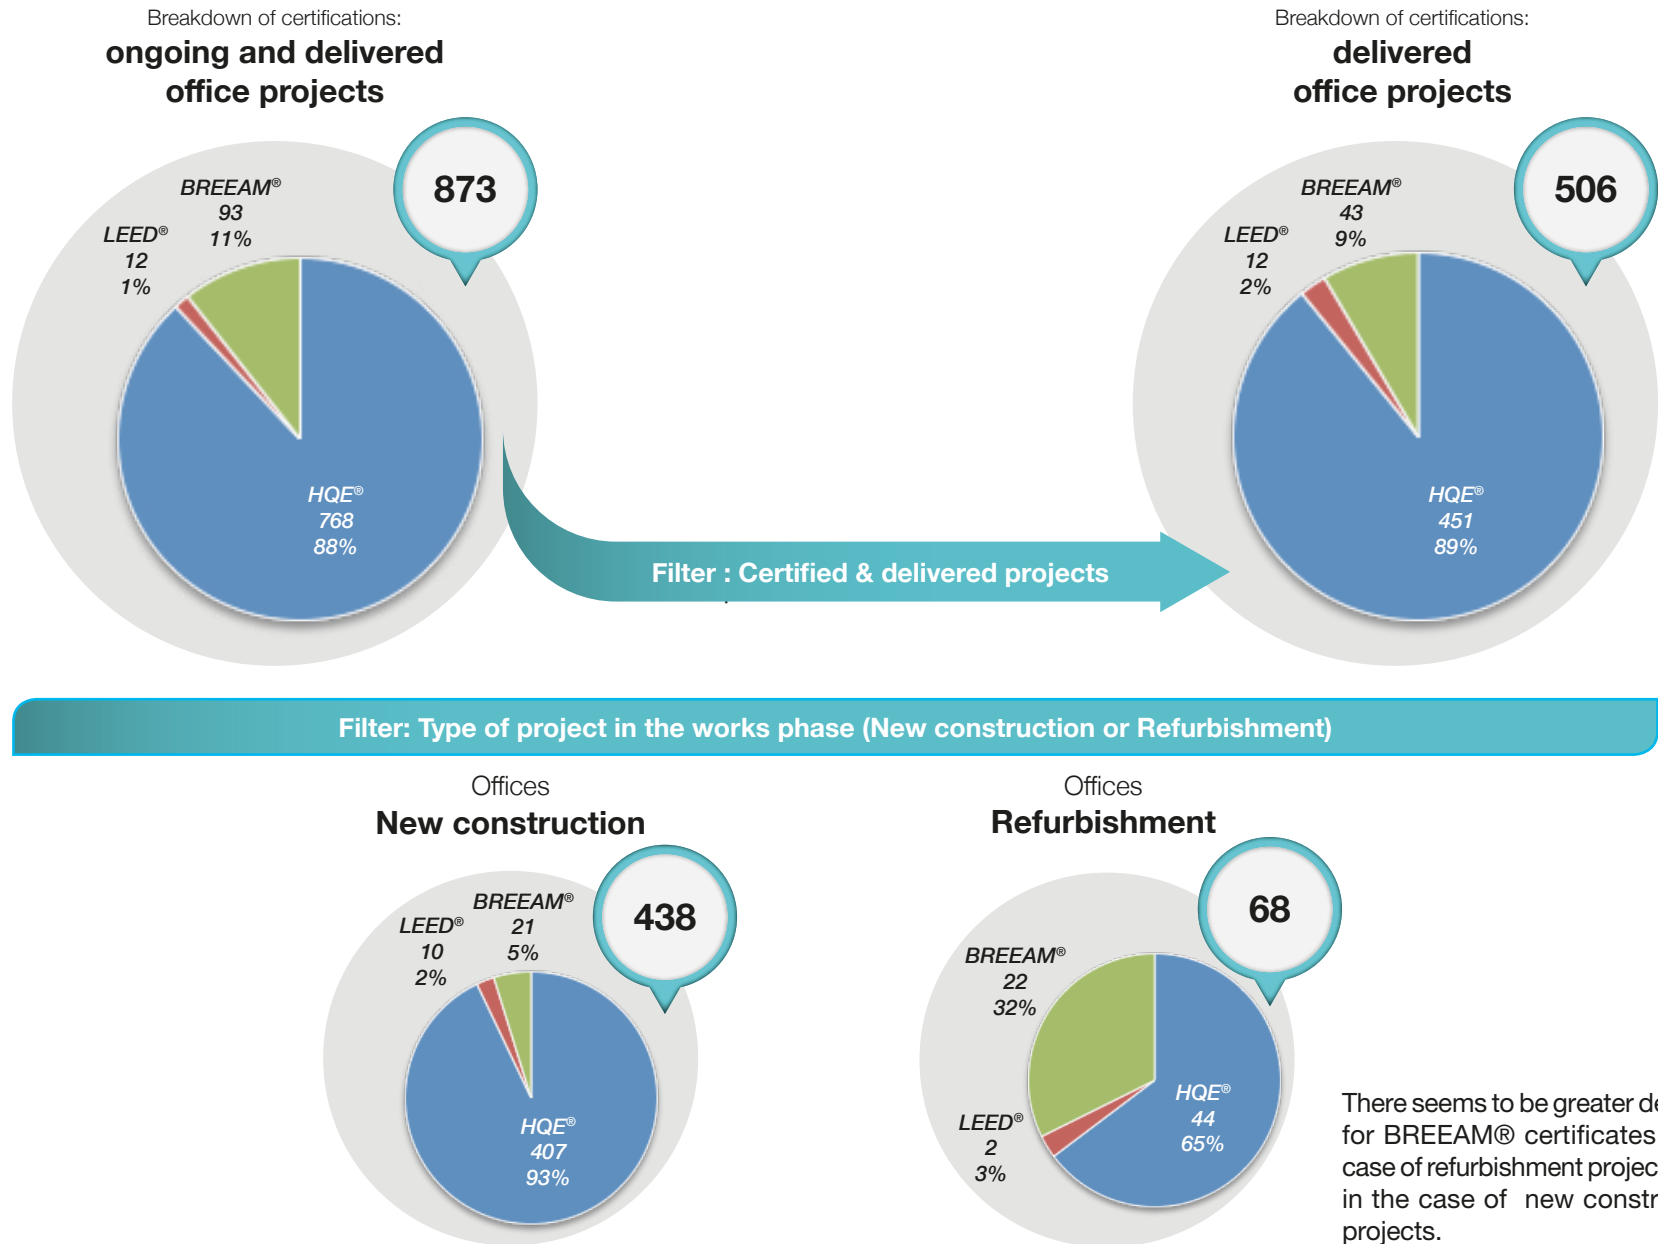 Breakdown of certifications:
ongoing and delivered
office projects
873
BREEAM®
93
11%
LEED®
12
1%
HQE®
768
88%
Breakdown of certifications:
delivered
office projects
506
BREEAM®
43
9%
LEED®
12
2%
HQE®
451
89%
Filter : Certified & delivered projects
Filter: Type of project in the works phase (New construction or Refurbishment)
Offices
New construction
438
BREEAM®
21
5%
LEED®
10
2%
HQE®
407
93%
Offices
Refurbishment
68
BREEAM®
22
32%
LEED®
2
3%
HQE®
44
65%
There seems to be greater
for BREEAM® certificates
case of refurbishment
in the case of new
projects.